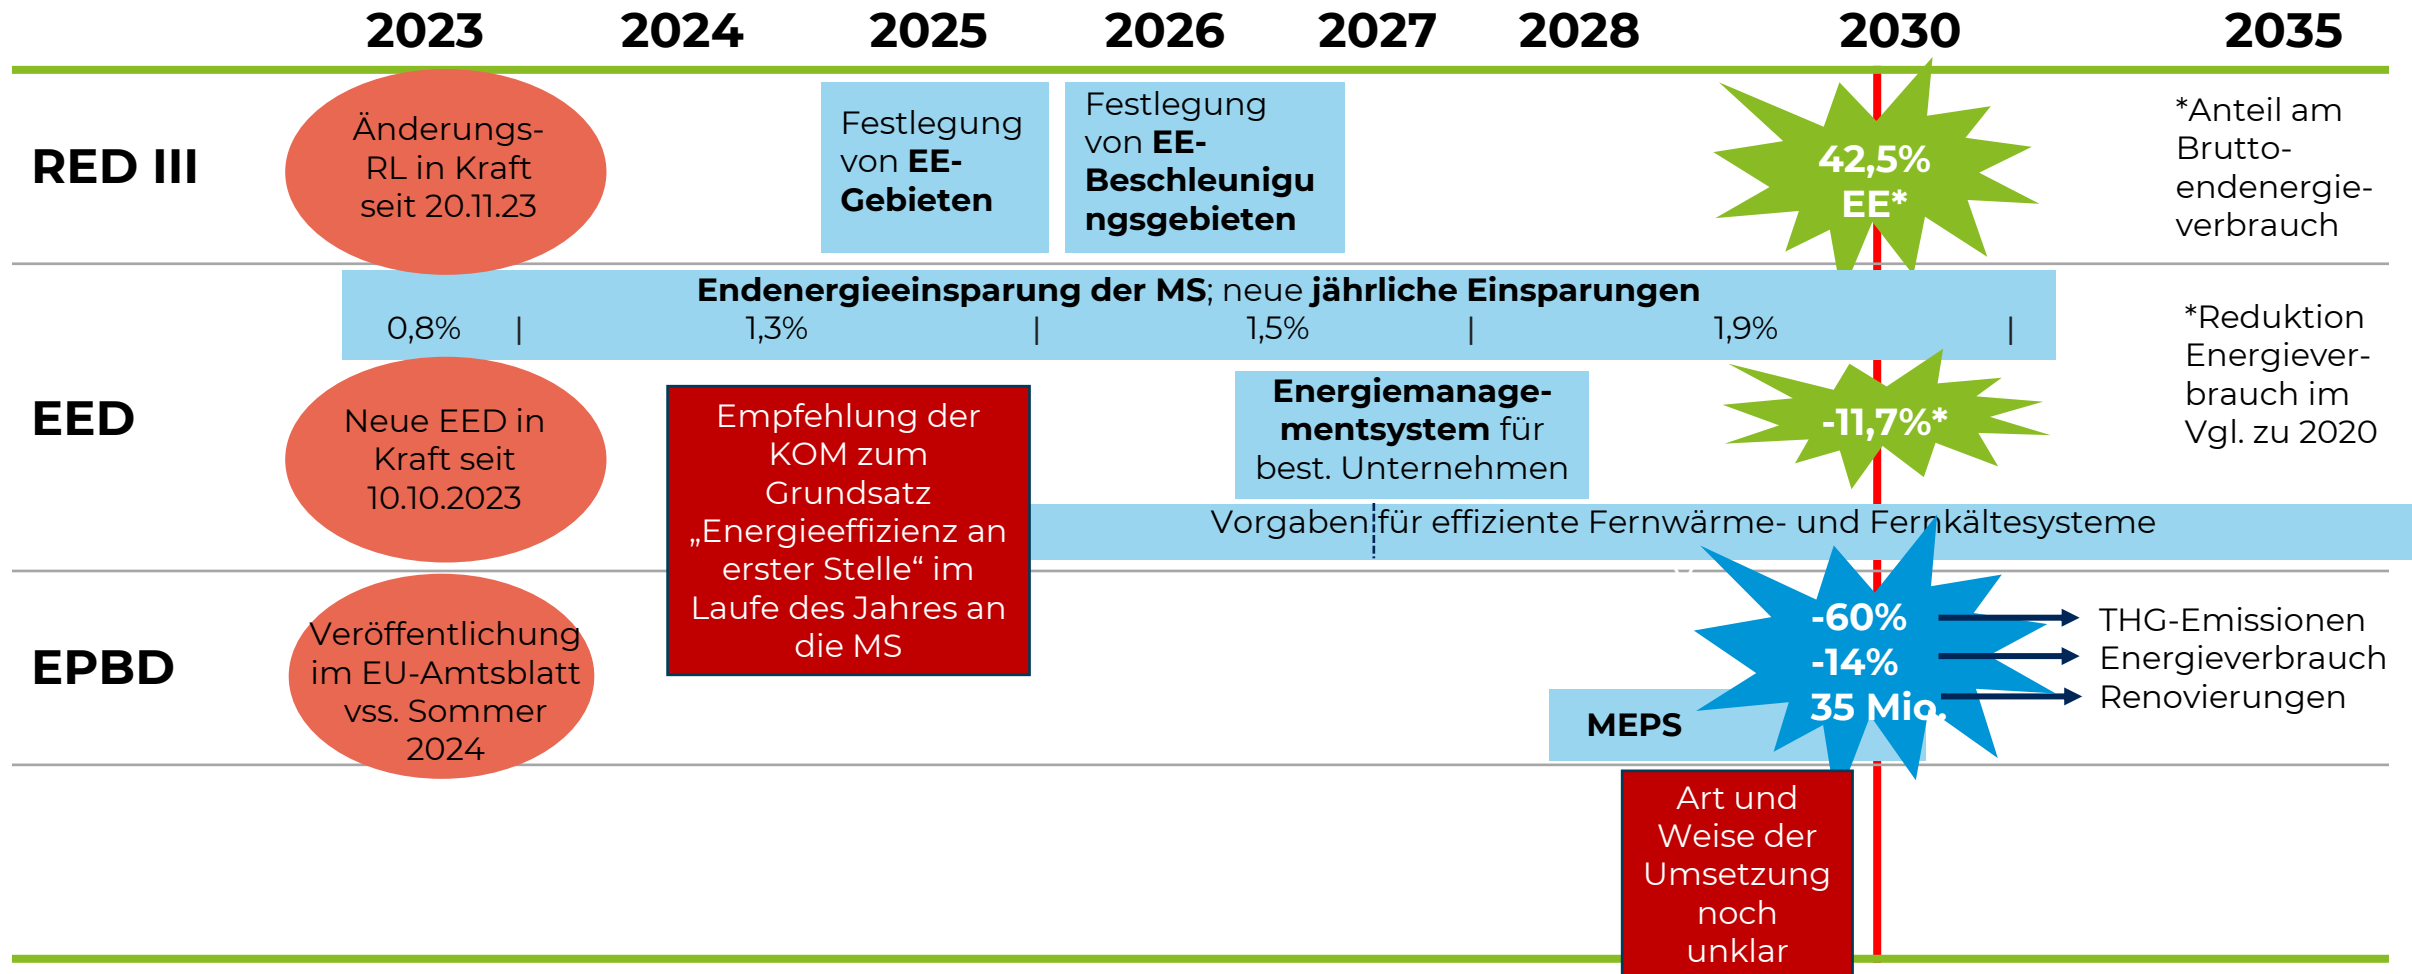 2023 2024 2025 2026 2027 2028 2030 2035
RED III
Änderungs-
RL in Kraft
seit 20.11.23
Festlegung
von EE-
Gebieten
Festlegung
von EE-
Beschleunigu
ngsgebieten
42,5%
EE*
*Anteil am
Brutto-
endenergie-
verbrauch
Endenergieeinsparung der MS; neue jährliche Einsparungen
0,8% | 1,3% | 1,5% | 1,9% |
EED
Neue EED in
Kraft seit
10.10.2023
Empfehlung der
KOM zum
Grundsatz
„Energieeffizienz an
erster Stelle“ im
Laufe des Jahres an
die MS
Energiemanage-
mentsystem für
best. Unternehmen
-11,7%*
*Reduktion
Energiever-
brauch im
Vgl. zu 2020
Vorgaben für effiziente Fernwärme- und Fernkältesysteme
EPBD
Veröffentlichung
im EU-Amtsblatt
vss. Sommer
2024
MEPS
-60%
-14%
35 Mio.
THG-Emissionen
Energieverbrauch
Renovierungen
Art und
Weise der
Umsetzung
noch
unklar